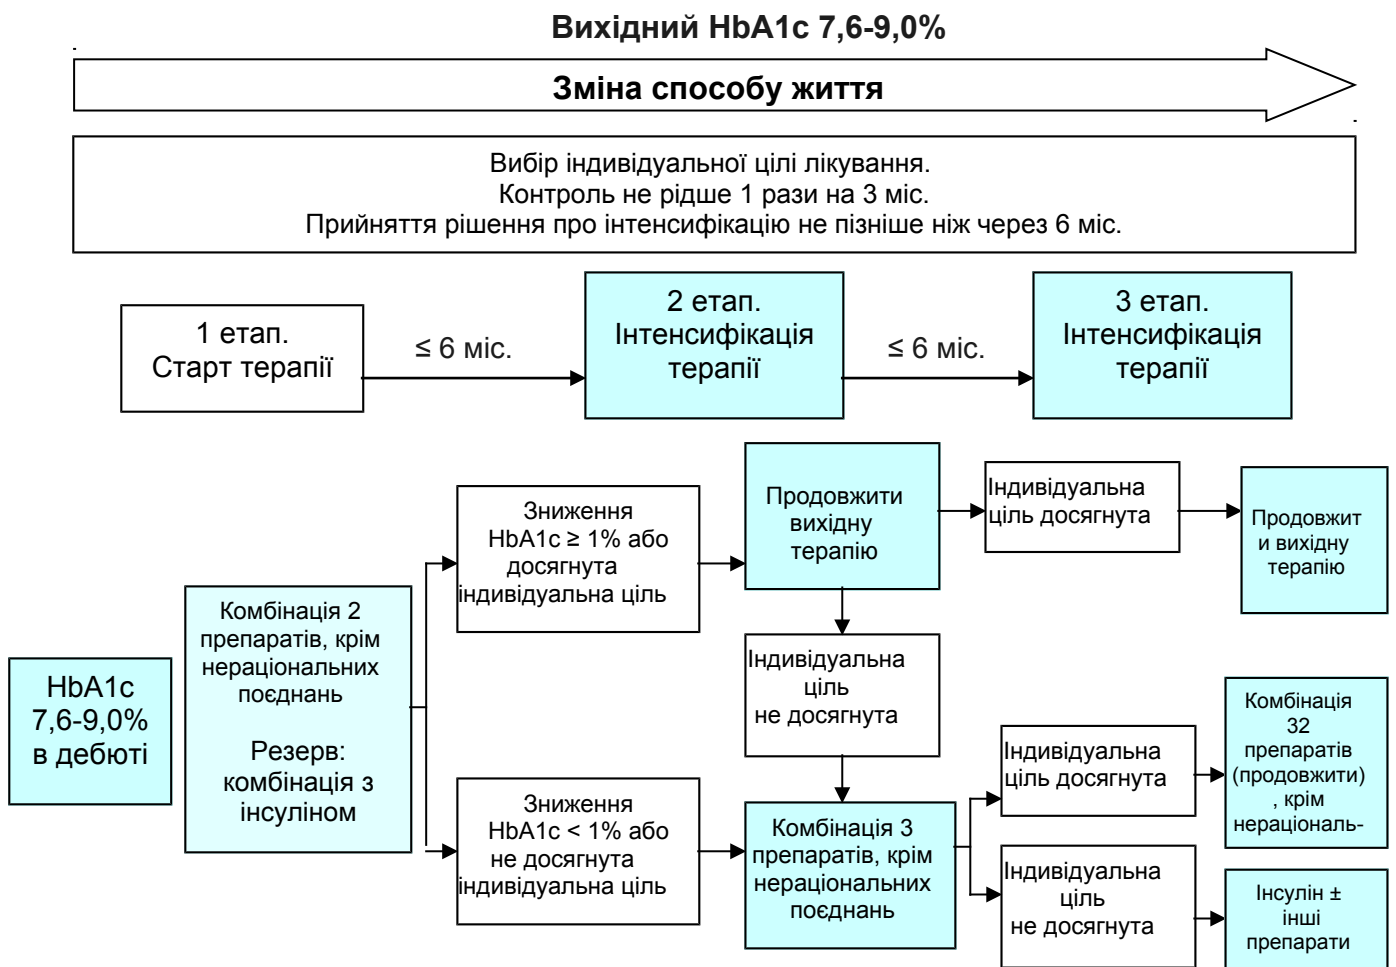 Вихідний HbA1c 7,6-9,0%
Зміна способу життя
Вибір індивідуальної цілі лікування.
Контроль не рідше 1 рази на 3 міс.
Прийняття рішення про інтенсифікацію не пізніше ніж через 6 міс.
1 етап.
Старт терапії
≤ 6 міс.
2 етап.
Інтенсифікація
терапії
≤ 6 міс.
3 етап.
Інтенсифікація
терапії
HbA1c
7,6-9,0%
в дебюті
Комбінація 2
препаратів, крім
нераціональних
поєднань
Резерв:
комбінація з
інсуліном
Зниження
HbA1c ≥ 1% або
досягнута
індивідуальна ціль
Продовжити
вихідну
терапію
Індивідуальна
ціль досягнута
Продовжит
и вихідну
терапію
Індивідуальна
ціль
не досягнута
Зниження
HbA1c < 1% або
не досягнута
індивідуальна ціль
Комбінація 3
препаратів, крім
нераціональних
поєднань
Індивідуальна
ціль досягнута
Комбінація
32
препаратів
(продовжити)
, крім
нераціональ-
Індивідуальна
ціль
не досягнута
Інсулін ±
інші
препарати